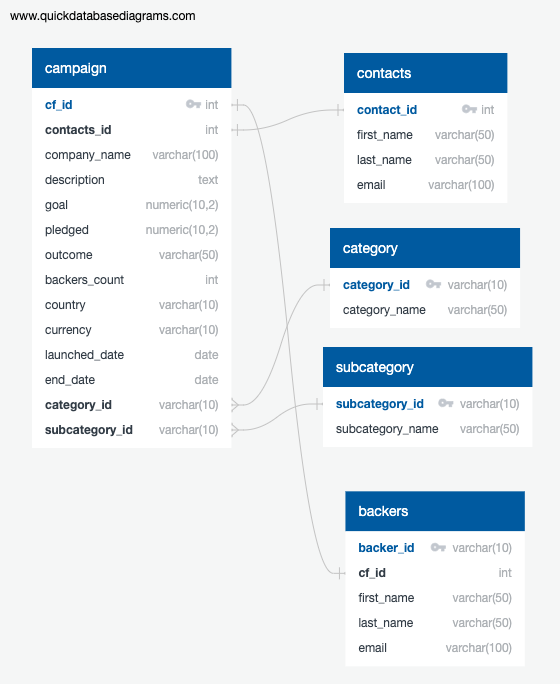 www.quickdatabasediagrams.com
campaign
cf_id int
contacts_id int
company_name varchar(100)
description text
goal numeric(10,2)
pledged numeric(10,2)
outcome varchar(50)
backers_count int
country varchar(10)
currency varchar(10)
launched_date date
end_date date
category_id varchar(10)
subcategory_id varchar(10)
contacts
contact_id int
first_name varchar(50)
last_name varchar(50)
email varchar(100)
category
category_id varchar(10)
category_name varchar(50)
subcategory
subcategory_id varchar(10)
subcategory_name varchar(50)
backers
backer_id varchar(10)
cf_id int
first_name varchar(50)
last_name varchar(50)
email varchar(100)